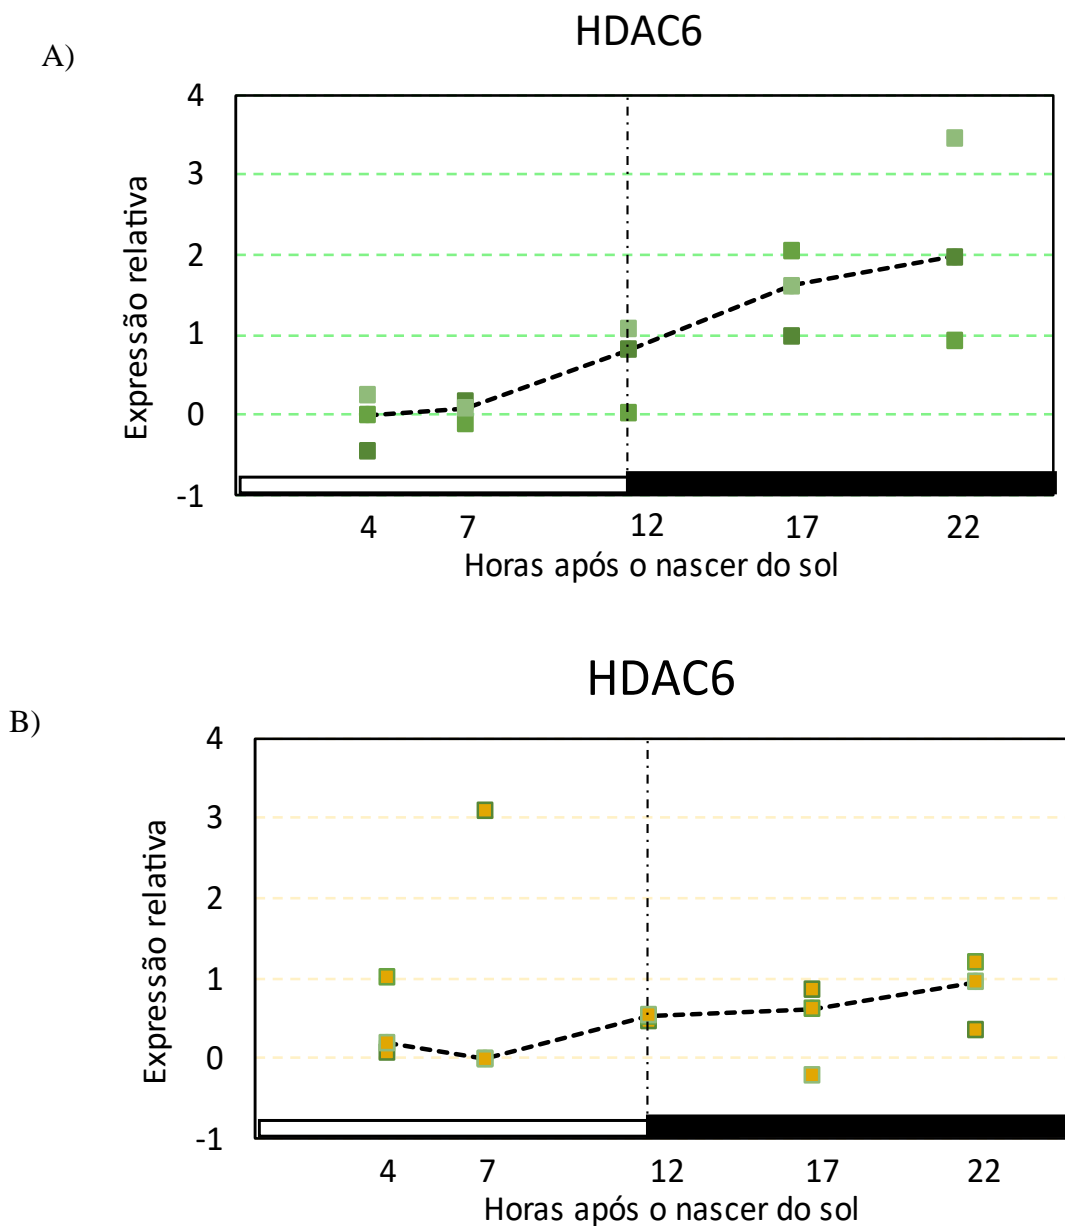 HDAC6
A)
4
3
2
1
0
-1
Expressão relativa
4 7 12 17 22
Horas após o nascer do sol
HDAC6
B)
4
3
2
1
0
-1
Expressão relativa
4 7 12 17 22
Horas após o nascer do sol